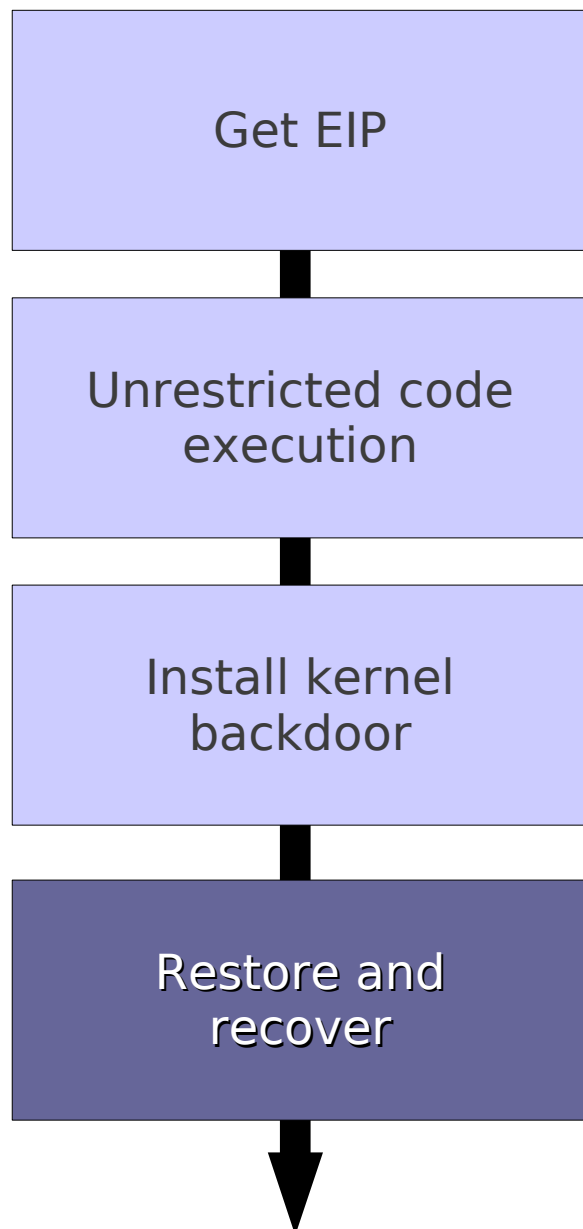 Get EIP
Unrestricted code
execution
Install kernel
backdoor
Restore and
recover